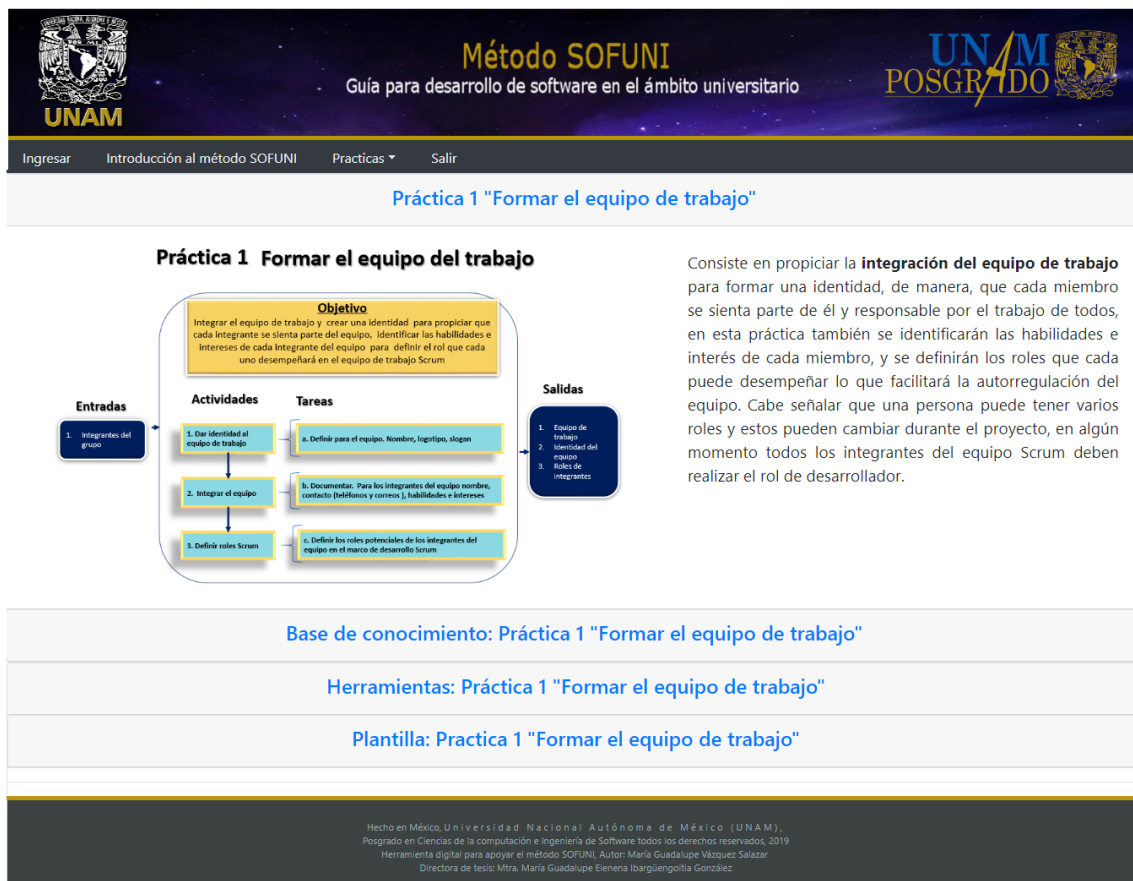 UNAM
Método SOFUNI
Guía para desarrollo de software en el ámbito universitario
UNAM
POSGRADO
Ingresar
Introducción al método SOFUNI
Practicas
Salir
Práctica 1 "Formar el equipo de trabajo"
Práctica 1 Formar el equipo del trabajo
Objetivo
Integrar el equipo de trabajo y crear una identidad para propiciar que
cada integrante se sienta parte del equipo, identificar las habilidades e
intereses de cada integrante del equipo para definir el rol que cada
uno desempeñará en el equipo de trabajo Scrum
Entradas
1. Integrantes del
grupo
Actividades
Tareas
1. Dar identidad al
equipo de trabajo
a. Definir para el equipo. Nombre, logotipo, slogan
2. Integrar el equipo
b. Documentar. Para los integrantes del equipo nombre,
contacto (teléfonos y correos ), habilidades e intereses
3. Definir roles Scrum
c. Definir los roles potenciales de los integrantes del
equipo en el marco de desarrollo Scrum
Salidas
1. Equipo de
trabajo
2. Identidad del
equipo
3. Roles de
integrantes
Consiste en propiciar la integración del equipo de trabajo
para formar una identidad, de manera, que cada miembro
se sienta parte de él y responsable por el trabajo de todos,
en esta práctica también se identificarán las habilidades e
interés de cada miembro, y se definirán los roles que cada
puede desempeñar lo que facilitará la autorregulación del
equipo. Cabe señalar que una persona puede tener varios
roles y estos pueden cambiar durante el proyecto, en algún
momento todos los integrantes del equipo Scrum deben
realizar el rol de desarrollador.
Base de conocimiento: Práctica 1 "Formar el equipo de trabajo"
Herramientas: Práctica 1 "Formar el equipo de trabajo"
Plantilla: Practica 1 "Formar el equipo de trabajo"
Hecho en México, Universidad Nacional Autónoma de México (UNAM),
Posgrado en Ciencias de la computación e Ingeniería de Software todos los derechos reservados, 2019
Herramienta digital para apoyar el método SOFUNI, Autor: María Guadalupe Vázquez Salazar
Directora de tesis: Mtra. María Guadalupe Elenena Ibargüengoitia González